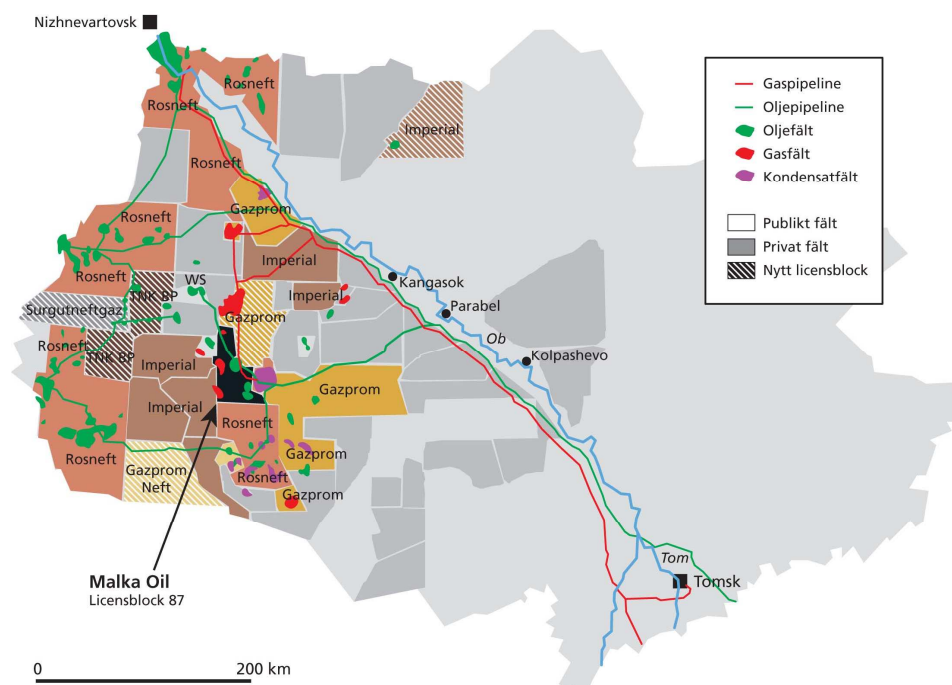 Nizhnevartovsk
Rosneft
Rosneft
Imperial
Rosneft
Gazprom
Rosneft
Imperial
Rosneft
WS
TNK BP
Imperial
Surgutneftgaz
Gazprom
Rosneft
TNK BP
Imperial
Gazprom
Imperial
Rosneft
Rosneft
Gazprom
Gazprom
Neft
Rosneft
Gazprom
Kangasok
Parabel
Ob
Kolpashevo
Tom
Tomsk
Malka Oil
Licensblock 87
0 200 km
Gaspipeline
Oljepipeline
Oljefält
Gasfält
Kondensatfält
Publikt fält
Privat fält
Nytt licensblock